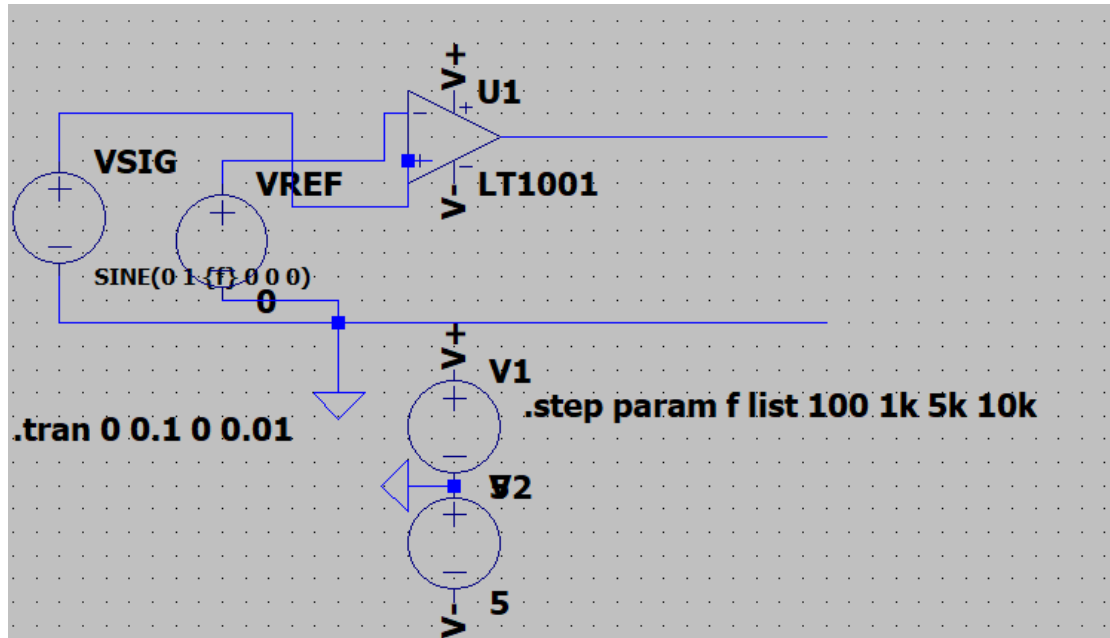 V+
U1
VSIG
VREF
LT1001
V-
SINE(0 1 {f} 0 0 0)
0
V+
V1
.step param f list 100 1k 5k 10k
.tran 0 0.1 0 0.01
V2
5
V-